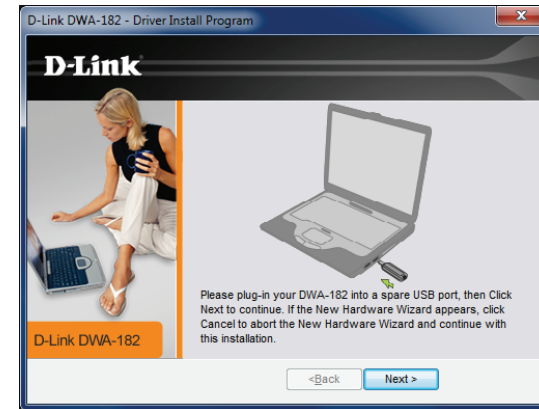 D-Link DWA-182 - Driver Install Program
D-Link
Please plug-in your DWA-182 into a spare USB port, then Click
Next to continue. If the New Hardware Wizard appears, click
Cancel to abort the New Hardware Wizard and continue with
this installation.
D-Link DWA-182
<Back Next >